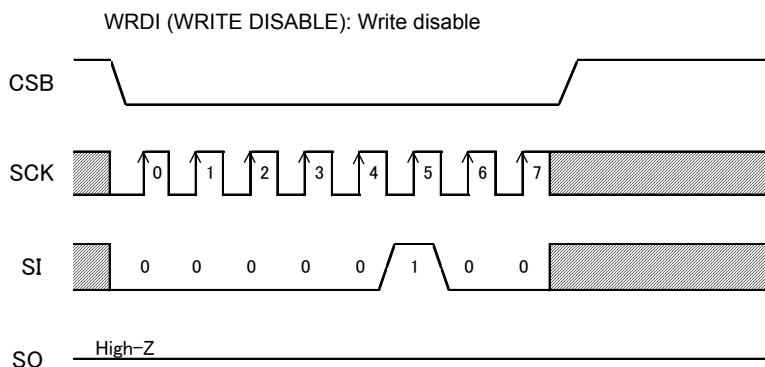 WRDI (WRITE DISABLE): Write disable
CSB
SCK 0 1 2 3 4 5 6 7
SI 0 0 0 0 0 1 0 0
High-Z
SO